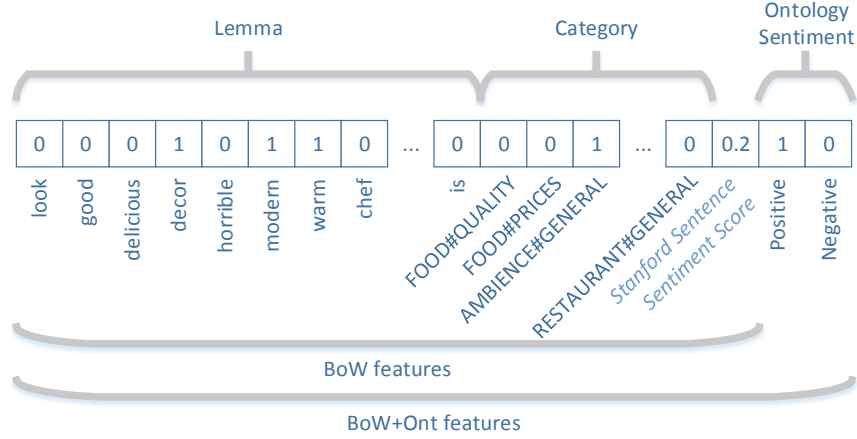 Lemma
Category
Ontology
Sentiment
0 0 0 1 0 1 1 0 ... 0 0 0 1 ... 0 0.2 1 0
look
good
delicious
decor
horrible
modern
warm
chef
is
FOOD#QUALITY
FOOD#PRICES
AMBIENCE#GENERAL
RESTAURANT#GENERAL
Stanford Sentence
Sentiment Score
Positive
Negative
BoW features
BoW+Ont features